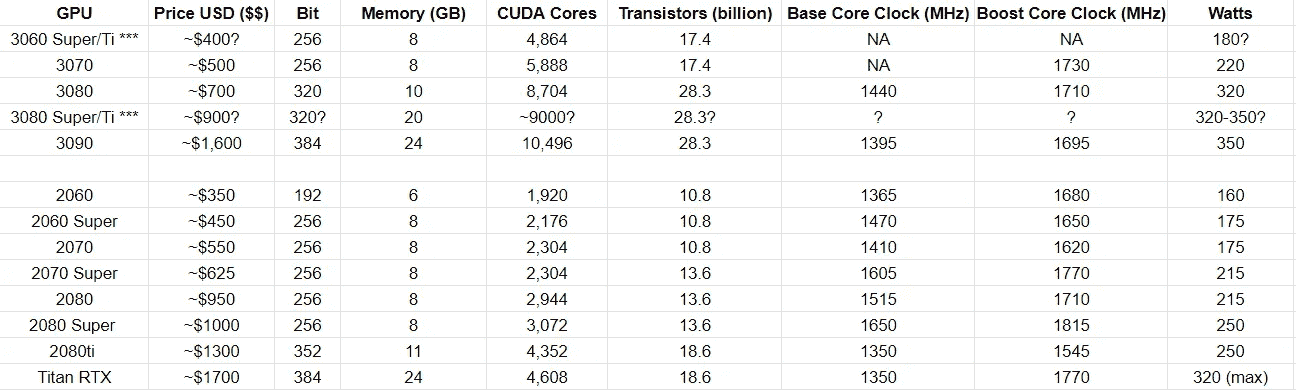 GPU Price USD ($$) Bit Memory (GB) CUDA Cores Transistors (billion) Base Core Clock (MHz) Boost Core Clock (MHz) Watts
3060 Super/Ti *** ~$400? 256 8 4,864 17.4 NA NA 180?
3070 ~$500 256 8 5,888 17.4 NA 1730 220
3080 ~$700 320 10 8,704 28.3 1440 1710 320
3080 Super/Ti *** ~$900? 320? 20 ~9000? 28.3? ? ? 320-350?
3090 ~$1,600 384 24 10,496 28.3 1395 1695 350
2060 ~$350 192 6 1,920 10.8 1365 1680 160
2060 Super ~$450 256 8 2,176 10.8 1470 1650 175
2070 ~$550 256 8 2,304 10.8 1410 1620 175
2070 Super ~$625 256 8 2,304 13.6 1605 1770 215
2080 ~$950 256 8 2,944 13.6 1515 1710 215
2080 Super ~$1000 256 8 3,072 13.6 1650 1815 250
2080ti ~$1300 352 11 4,352 18.6 1350 1545 250
Titan RTX ~$1700 384 24 4,608 18.6 1350 1770 320 (max)